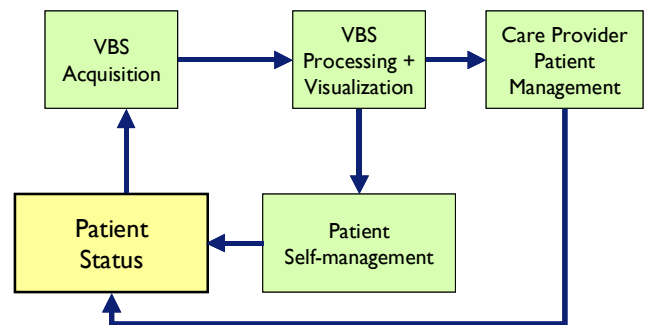 VBS
Acquisition
VBS
Processing +
Visualization
Care Provider
Patient
Management
Patient
Status
Patient
Self-management